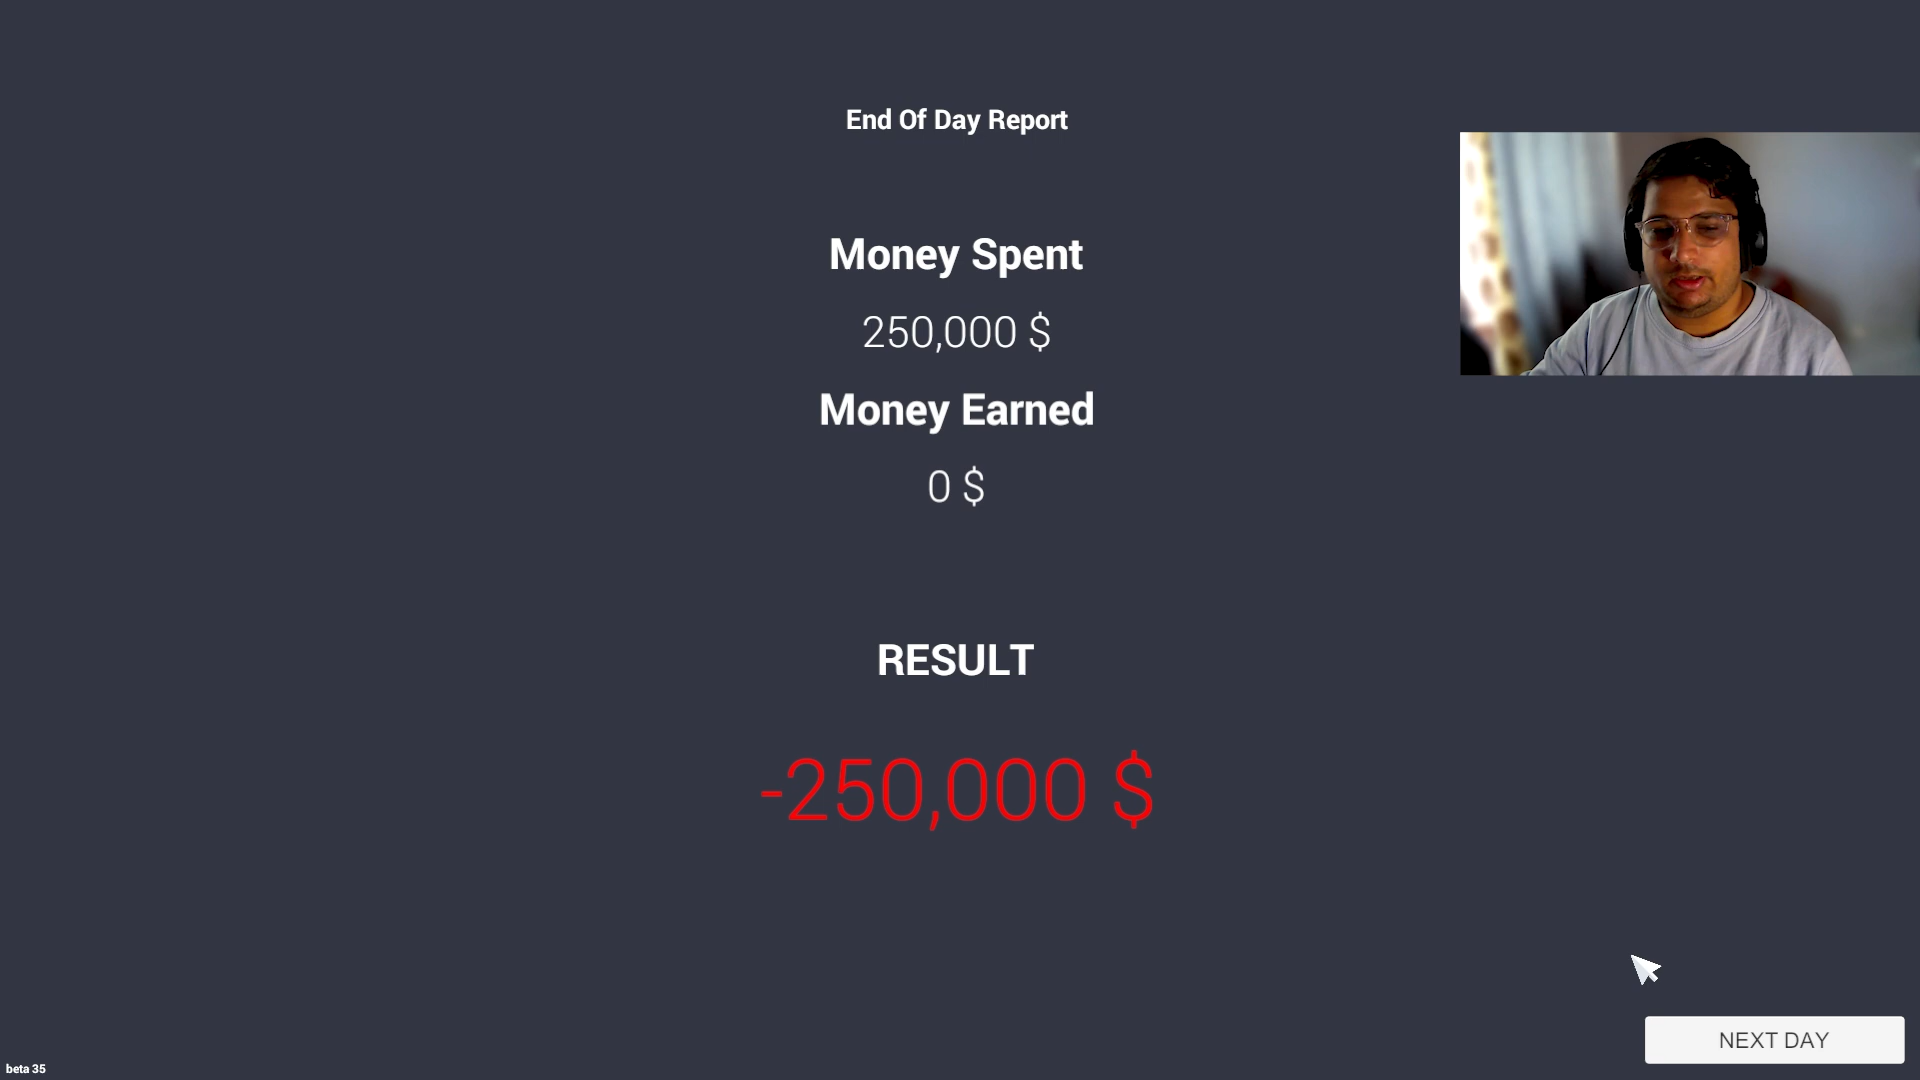 End Of Day Report
Money Spent
250,000 $
Money Earned
0 $
RESULT
-250,000 $
NEXT DAY
beta 35